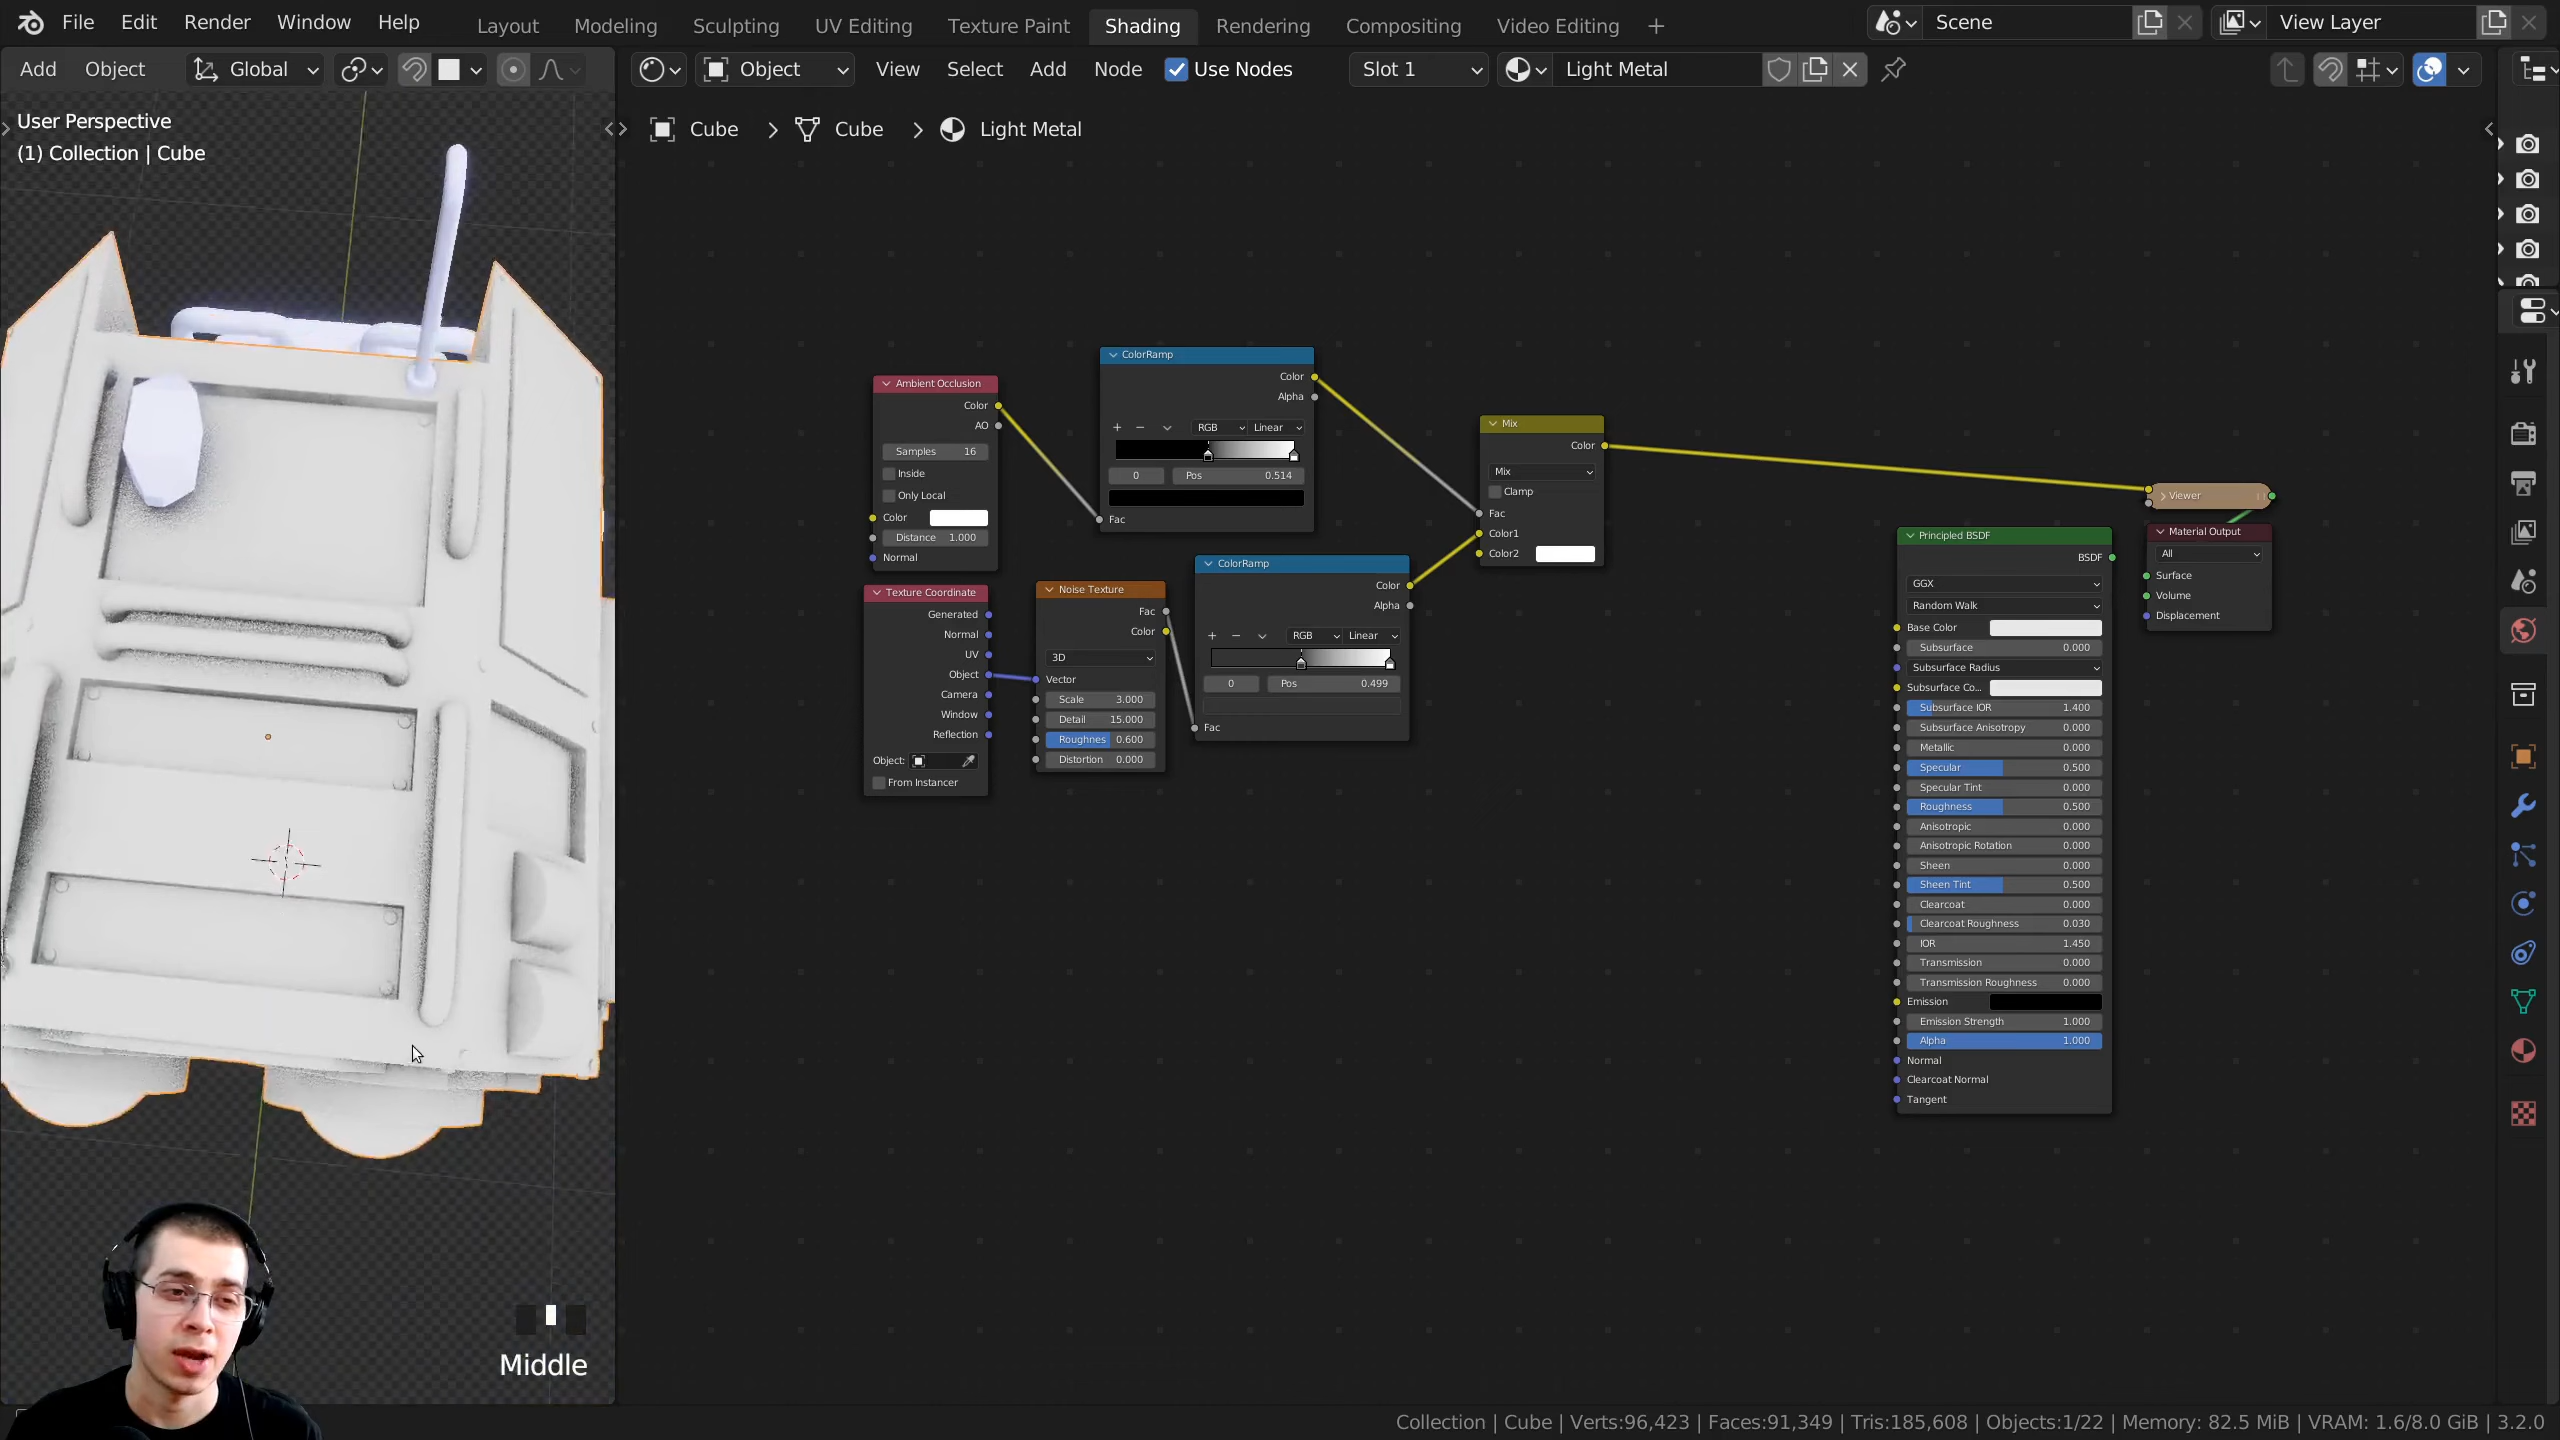 File Edit Render Window Help Layout Modeling Sculpting UV Editing Texture Paint Shading Rendering Compositing Video Editing + Scene View Layer
Add Object Global Object View Select Add Node Use Nodes Slot 1 Light Metal
User Perspective
(1) Collection | Cube
Cube > Cube > Light Metal
Ambient Occlusion
Color
AO
Samples 16
Inside
Only Local
Color
Distance 1.000
Normal
ColorRamp
Color
Alpha
RGB Linear
0 Pos 0.514
Fac
Mix
Color
Mix
Clamp
Fac
Color1
Color2
Texture Coordinate
Generated
Normal
UV
Object
Camera
Window
Reflection
Object:
From Instancer
Noise Texture
Fac
Color
3D
Vector
Scale 3.000
Detail 15.000
Roughnes 0.600
Distortion 0.000
ColorRamp
Color
Alpha
RGB Linear
0 Pos 0.499
Fac
Viewer
Material Output
All
Surface
Volume
Displacement
Principled BSDF
BSDF
GGX
Random Walk
Base Color
Subsurface 0.000
Subsurface Radius
Subsurface Co...
Subsurface IOR 1.400
Subsurface Anisotropy 0.000
Metallic 0.000
Specular 0.500
Specular Tint 0.000
Roughness 0.500
Anisotropic 0.000
Anisotropic Rotation 0.000
Sheen 0.000
Sheen Tint 0.500
Clearcoat 0.000
Clearcoat Roughness 0.030
IOR 1.450
Transmission 0.000
Transmission Roughness 0.000
Emission
Emission Strength 1.000
Alpha 1.000
Normal
Clearcoat Normal
Tangent
Middle
Collection | Cube | Verts:96,423 | Faces:91,349 | Tris:185,608 | Objects:1/22 | Memory: 82.5 MiB | VRAM: 1.6/8.0 GiB | 3.2.0